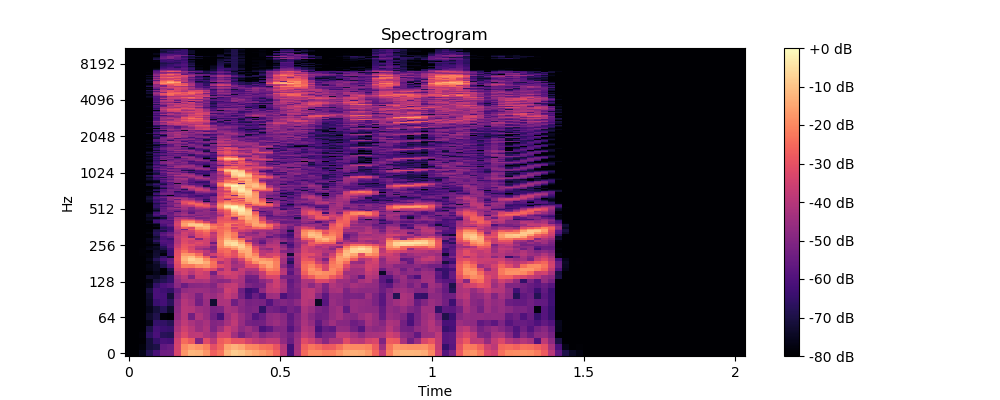 Spectrogram
8192
4096
2048
1024
512
256
128
64
0
Hz
0
0.5
1
1.5
2
Time
+0 dB
-10 dB
-20 dB
-30 dB
-40 dB
-50 dB
-60 dB
-70 dB
-80 dB